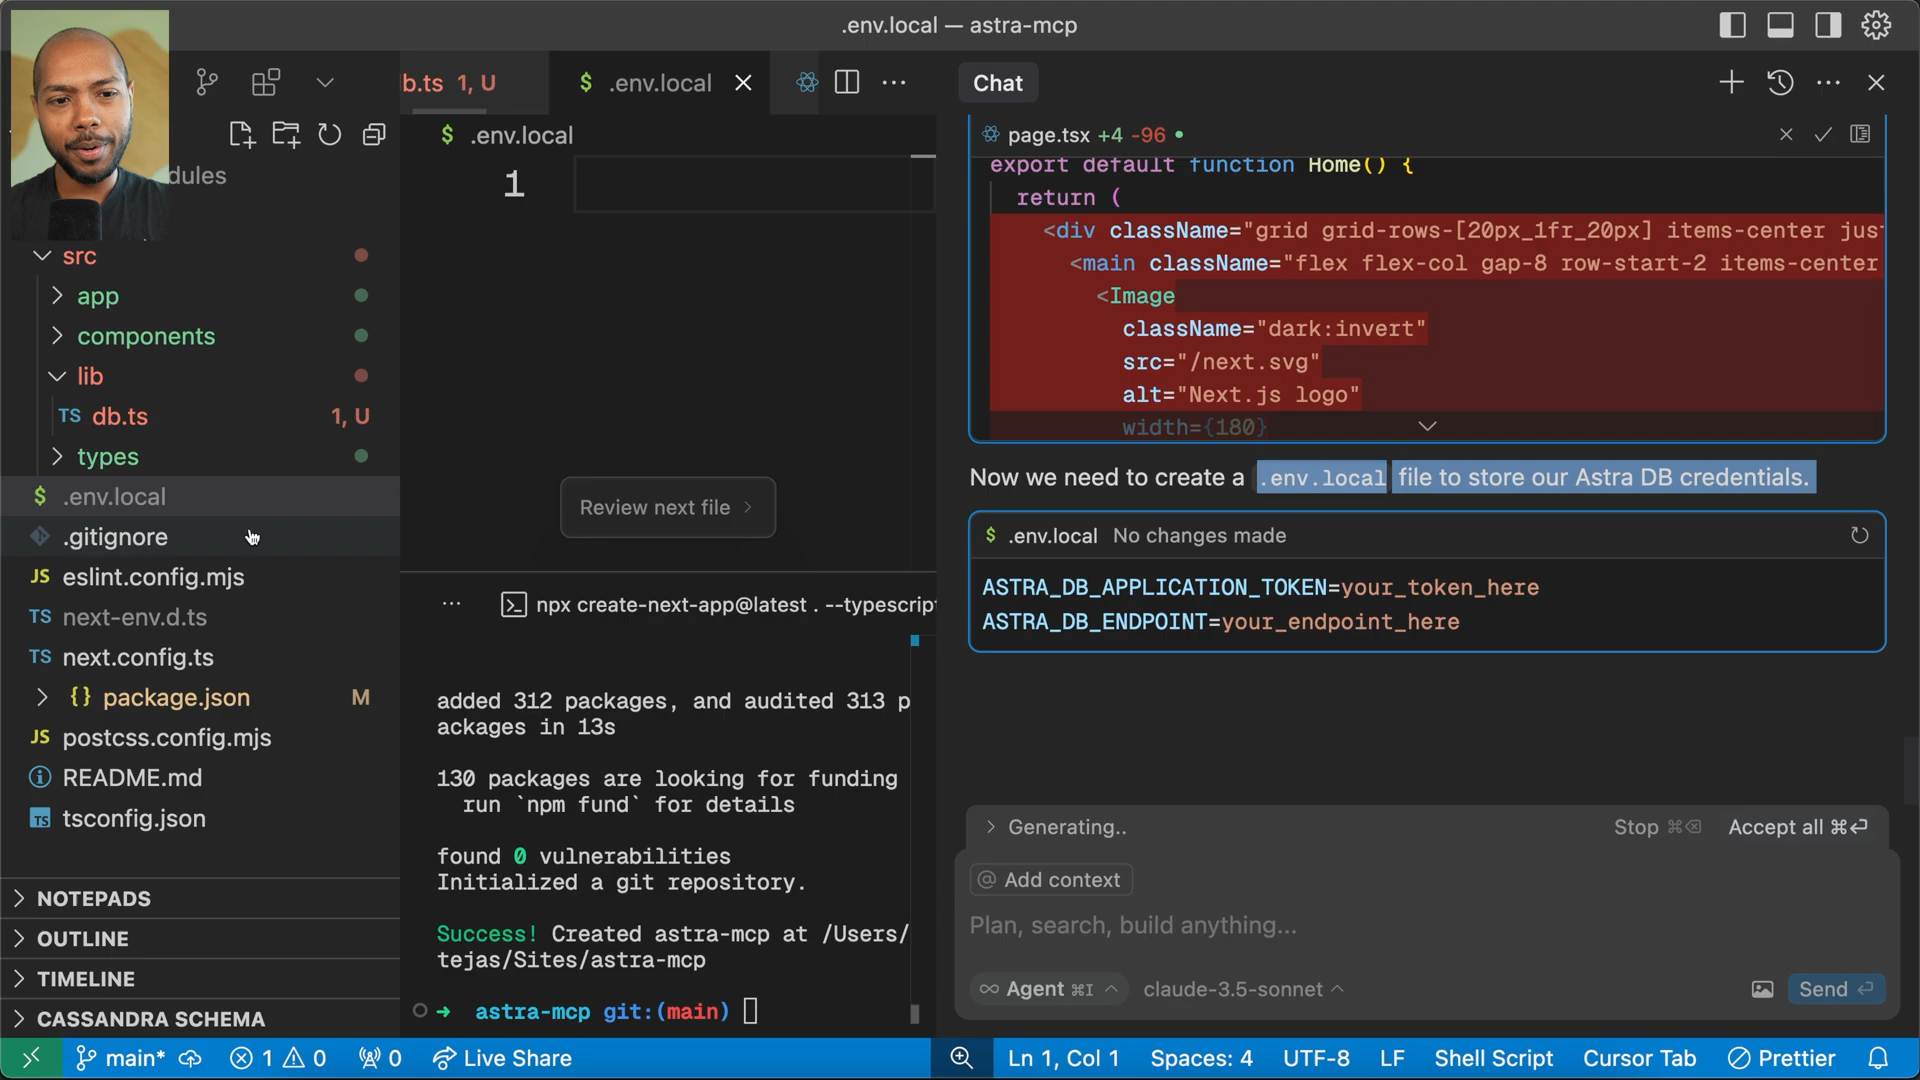 .env.local — astra-mcp
b.ts 1, U
$ .env.local
Chat
$ .env.local
dules
1
src
app
components
lib
TS db.ts 1, U
types
$ .env.local
.gitignore
JS eslint.config.mjs
TS next-env.d.ts
TS next.config.ts
{} package.json M
JS postcss.config.mjs
README.md
TS tsconfig.json
NOTEPADS
OUTLINE
TIMELINE
CASSANDRA SCHEMA
Review next file >
npx create-next-app@latest . --typescrip
added 312 packages, and audited 313 p
ackages in 13s
130 packages are looking for funding
run `npm fund` for details
found 0 vulnerabilities
Initialized a git repository.
Success! Created astra-mcp at /Users/
tejas/Sites/astra-mcp
→ astra-mcp git:(main)
page.tsx +4 -96
export default function Home() {
return (
<div className="grid grid-rows-[20px_1fr_20px] items-center jus
<main className="flex flex-col gap-8 row-start-2 items-center
<Image
className="dark:invert"
src="/next.svg"
alt="Next.js logo"
width={180}
Now we need to create a .env.local file to store our Astra DB credentials.
$ .env.local No changes made
ASTRA_DB_APPLICATION_TOKEN=your_token_here
ASTRA_DB_ENDPOINT=your_endpoint_here
> Generating..
Stop ⌘⌫ Accept all ⌘⏎
@ Add context
Plan, search, build anything...
∞ Agent ⌘I claude-3.5-sonnet
Send ⏎
main* 1 0 0 Live Share
Ln 1, Col 1 Spaces: 4 UTF-8 LF Shell Script Cursor Tab Prettier